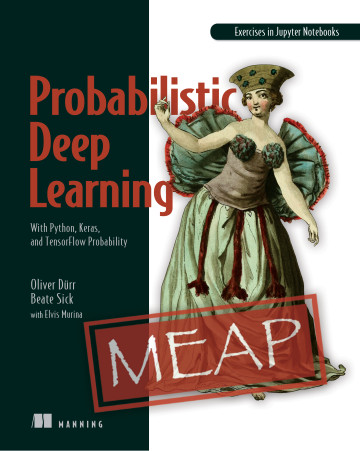 Exercises in Jupyter Notebooks
Probabilistic
Deep
Learning
With Python, Keras,
and TensorFlow Probability
Oliver Dürr
Beate Sick
with Elvis Murina
MEAP
MANNING